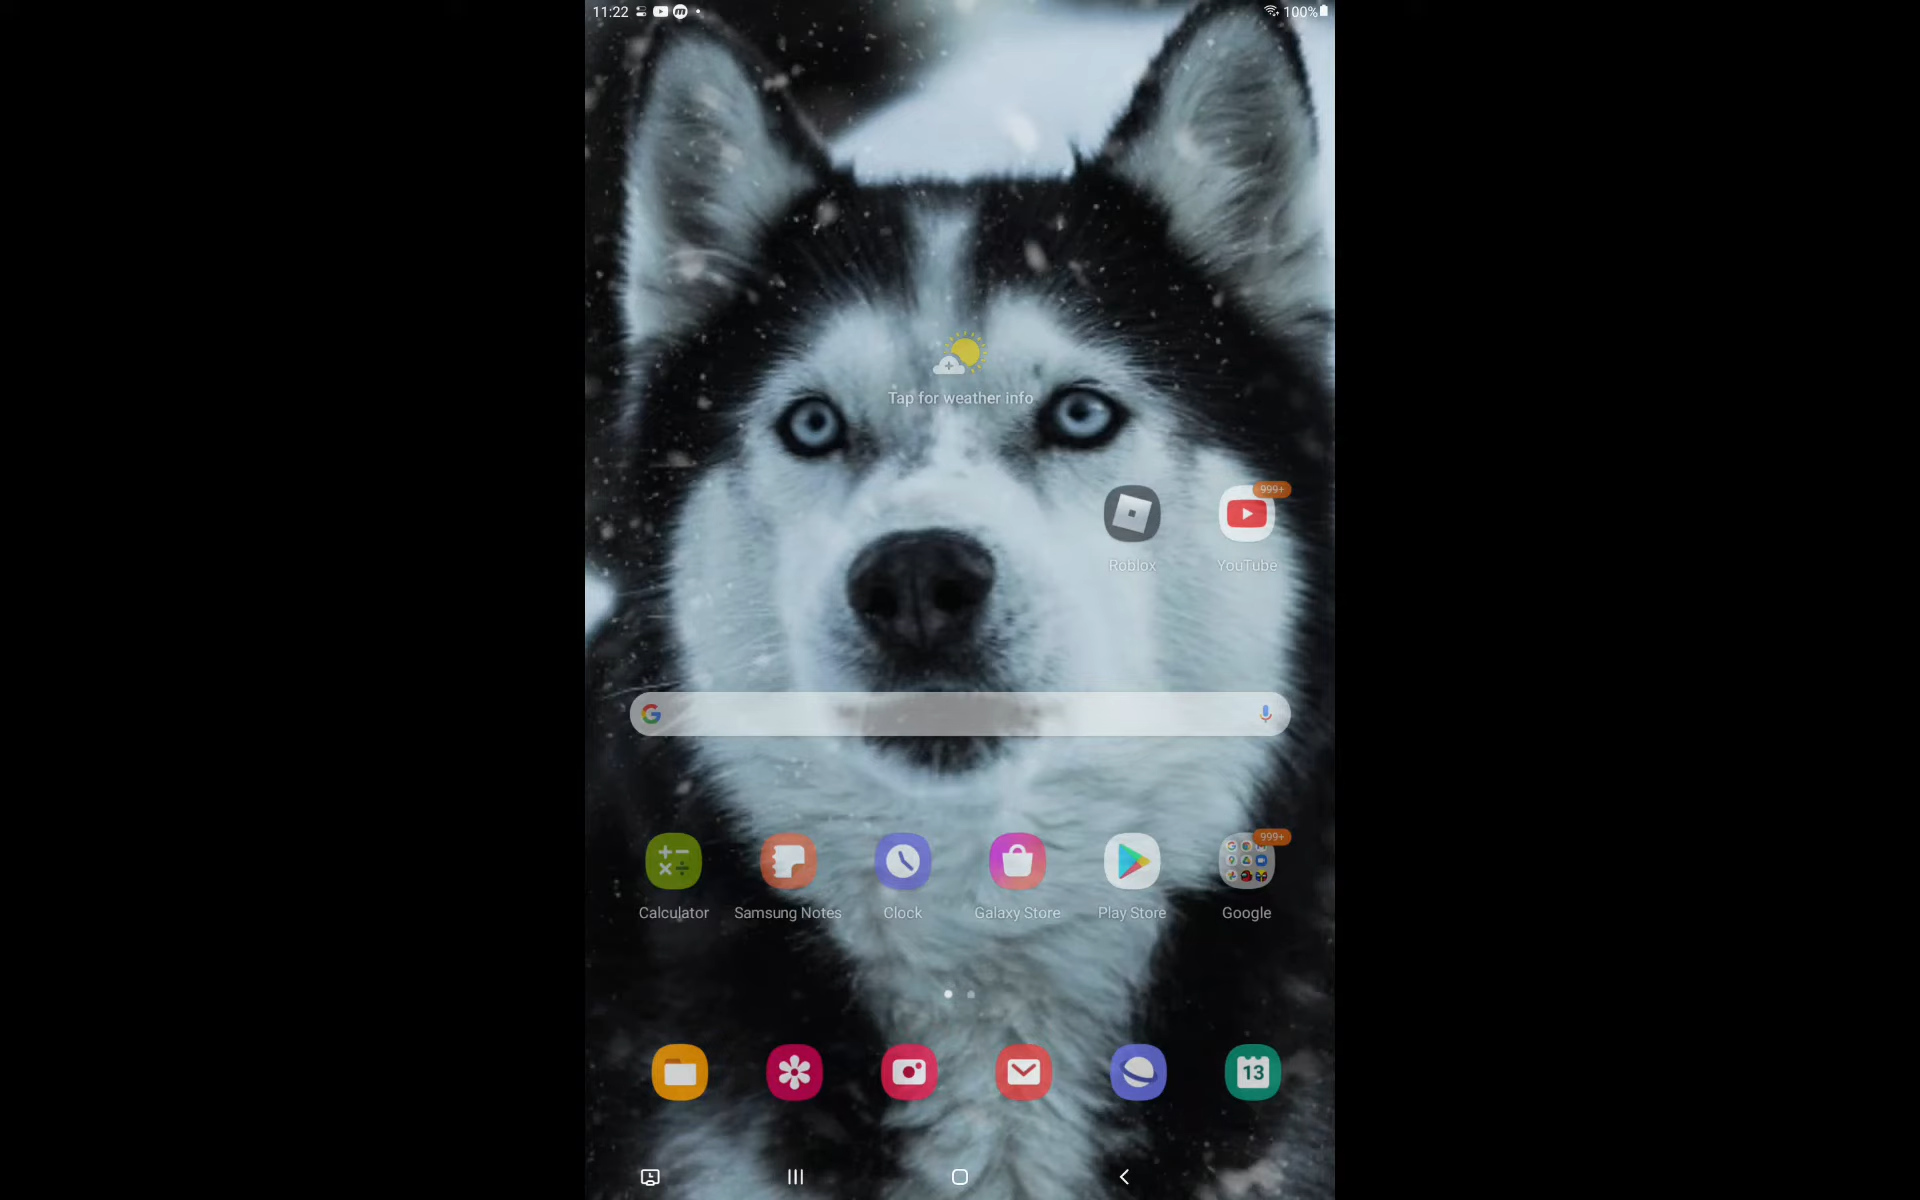 11:22
100%
Tap for weather info
999+
Roblox YouTube
999+
Calculator Samsung Notes Clock Galaxy Store Play Store Google
13